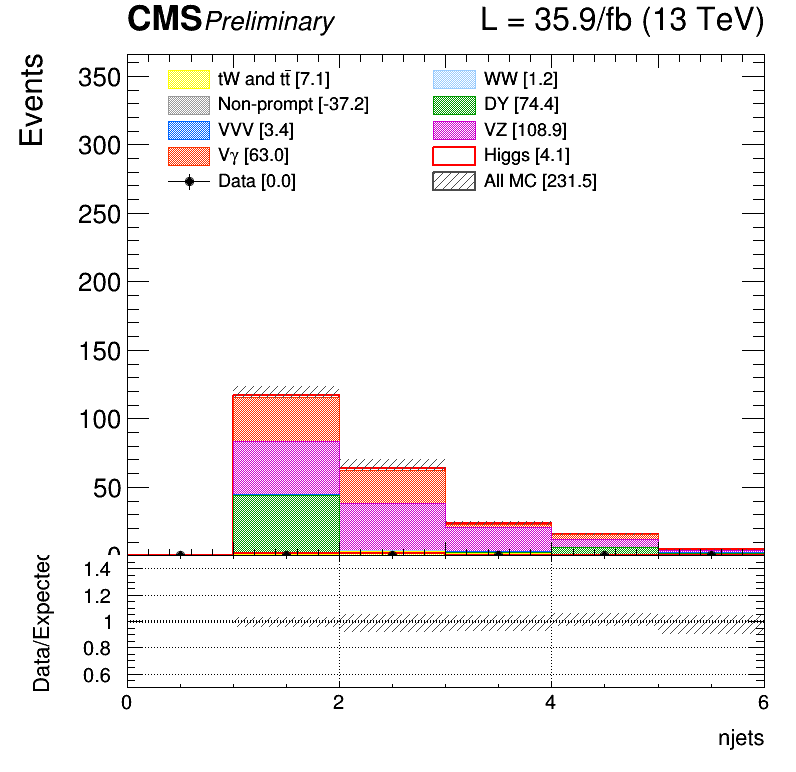 CMS Preliminary L = 35.9/fb (13 TeV)
Events
350
300
250
200
150
100
50
0
tW and tt̄ [7.1]
Non-prompt [-37.2]
VVV [3.4]
Vγ [63.0]
Data [0.0]
WW [1.2]
DY [74.4]
VZ [108.9]
Higgs [4.1]
All MC [231.5]
Data/Expected
1.4
1.2
1
0.8
0.6
0 2 4 6
njets